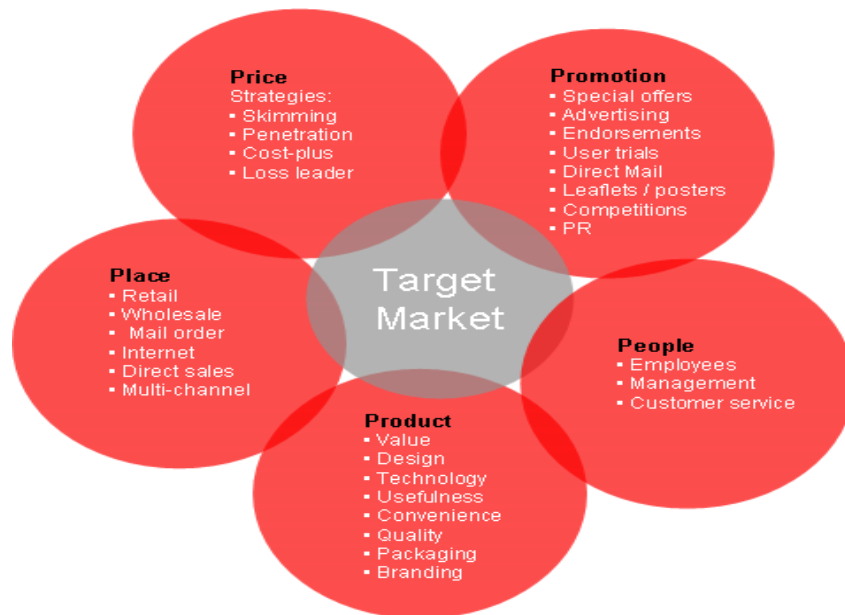 Price
Strategies:
▪ Skimming
▪ Penetration
▪ Cost-plus
▪ Loss leader
Promotion
▪ Special offers
▪ Advertising
▪ Endorsements
▪ User trials
▪ Direct Mail
▪ Leaflets / posters
▪ Competitions
▪ PR
Place
▪ Retail
▪ Wholesale
▪ Mail order
▪ Internet
▪ Direct sales
▪ Multi-channel
Target
Market
People
▪ Employees
▪ Management
▪ Customer service
Product
▪ Value
▪ Design
▪ Technology
▪ Usefulness
▪ Convenience
▪ Quality
▪ Packaging
▪ Branding